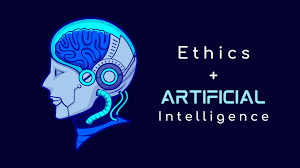 Ethics
+
ARTIFICIAL
Intelligence